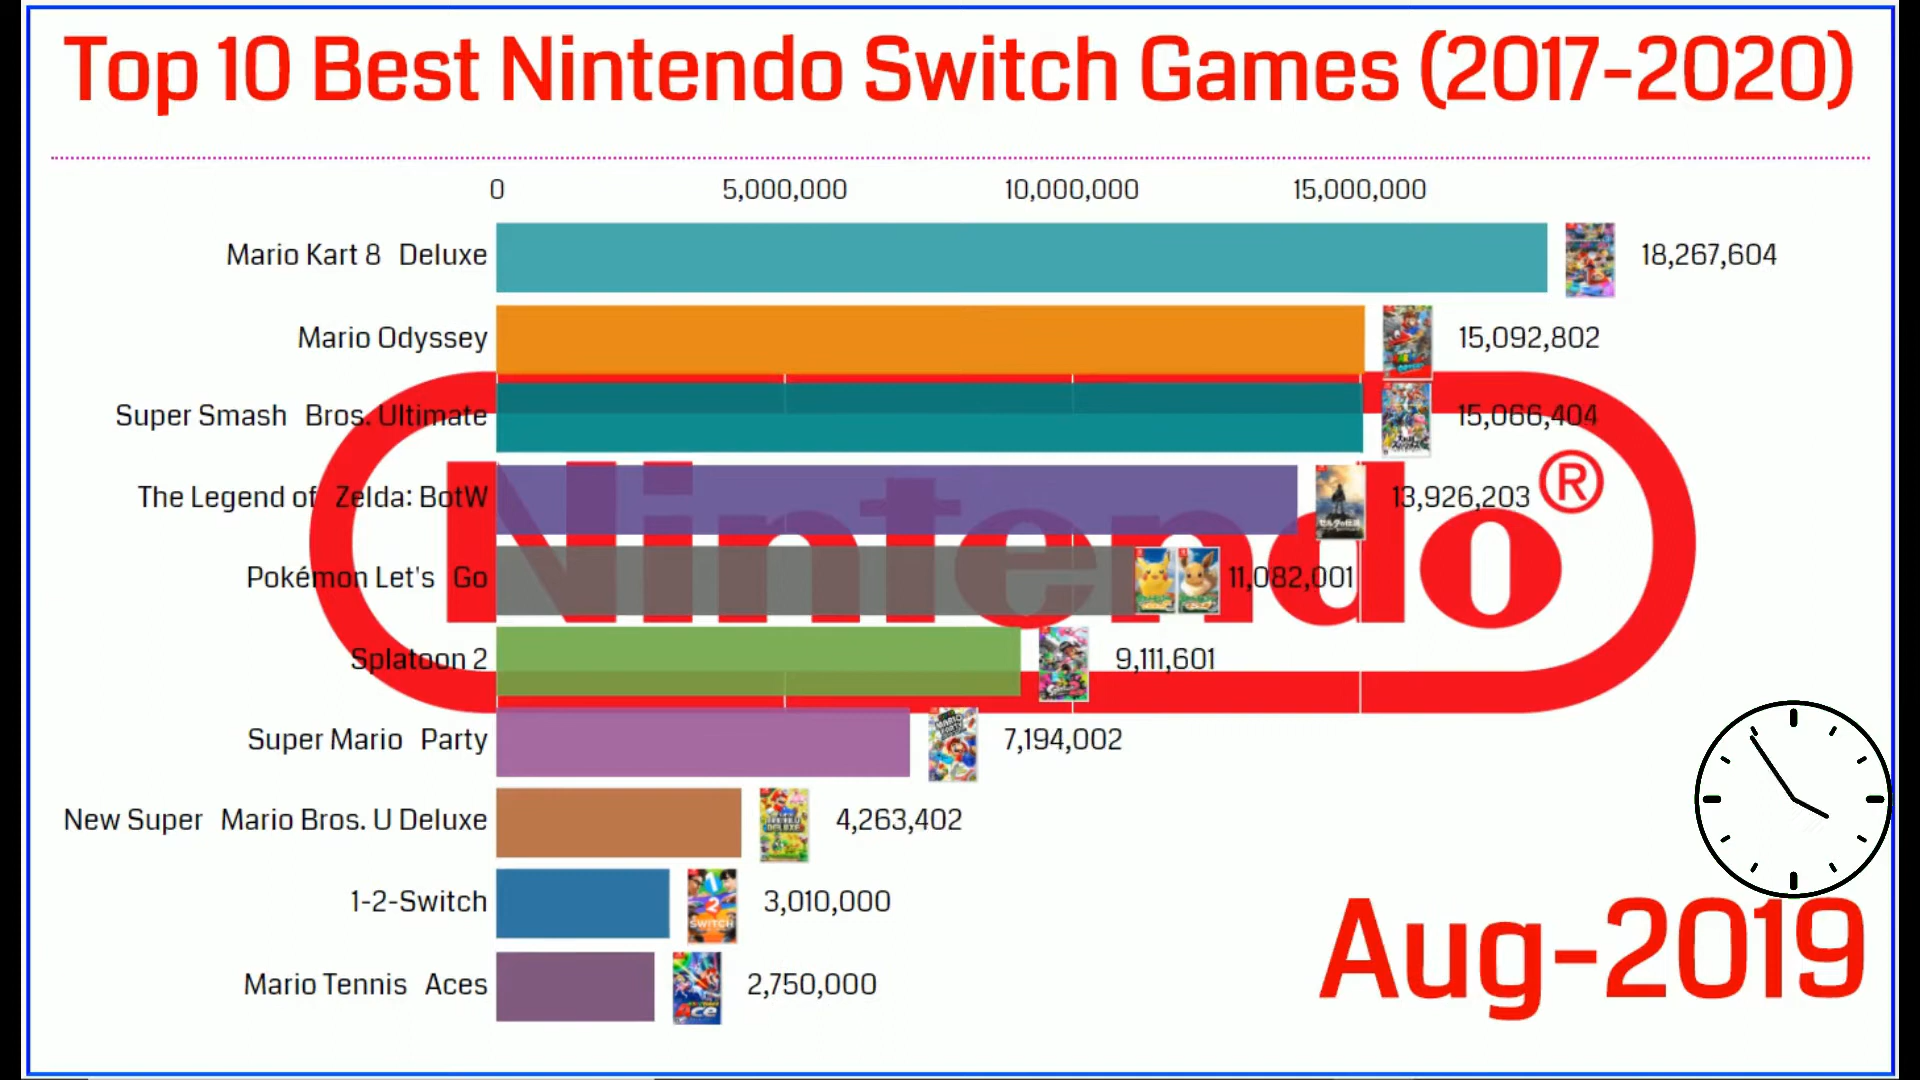 Top 10 Best Nintendo Switch Games (2017-2020)
0 5,000,000 10,000,000 15,000,000
Mario Kart 8 Deluxe 18,267,604
Mario Odyssey 15,092,802
Super Smash Bros. Ultimate 15,066,404
The Legend of Zelda: BotW 13,926,203
Pokémon Let's Go 11,082,001
Splatoon 2 9,111,601
Super Mario Party 7,194,002
New Super Mario Bros. U Deluxe 4,263,402
1-2-Switch 3,010,000
Mario Tennis Aces 2,750,000
Nintendo®
Aug-2019